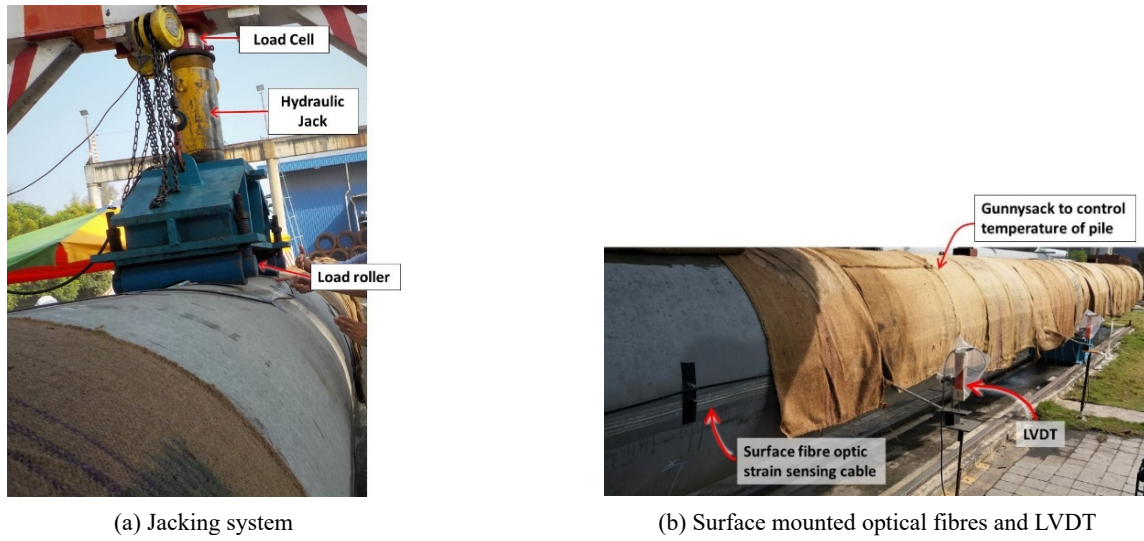 Load Cell
Hydraulic
Jack
Load roller
Gunnysack to control
temperature of pile
Surface fibre optic
strain sensing cable
LVDT
(a) Jacking system
(b) Surface mounted optical fibres and LVDT